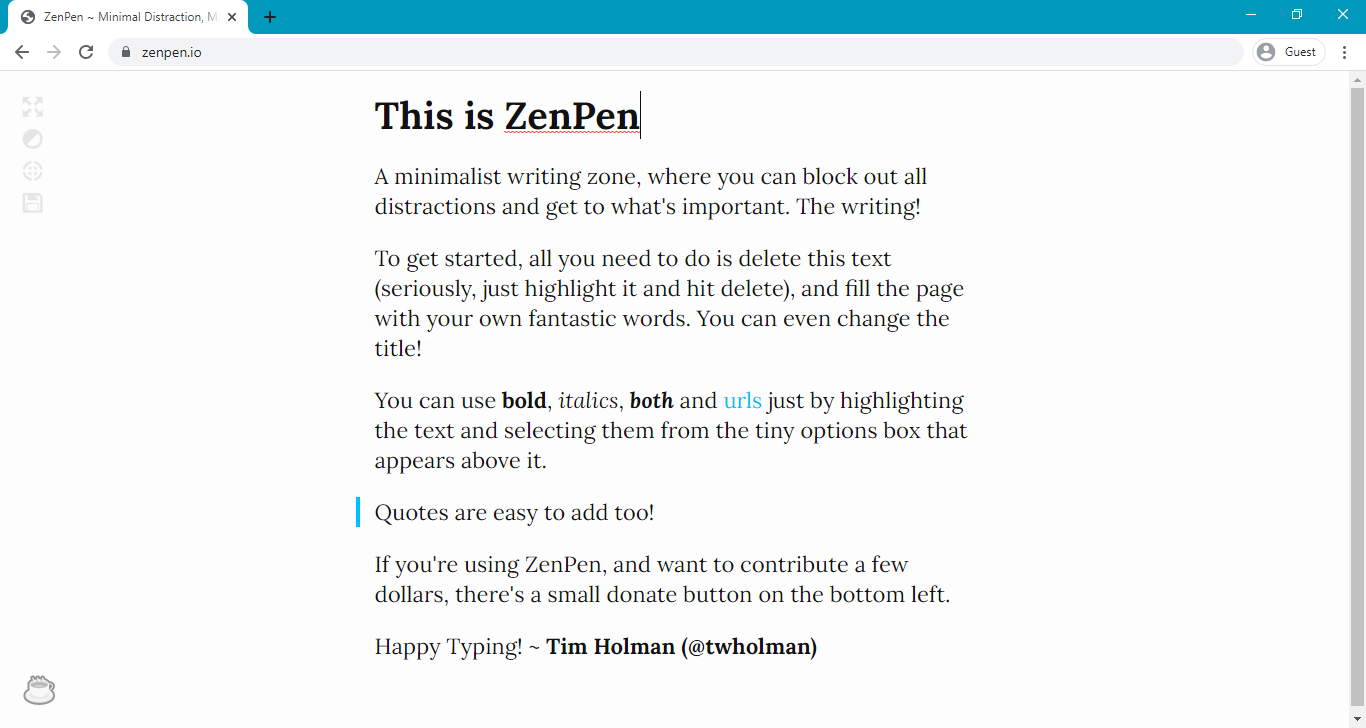 ZenPen ~ Minimal Distraction, M
zenpen.io
Guest
This is ZenPen
A minimalist writing zone, where you can block out all
distractions and get to what's important. The writing!
To get started, all you need to do is delete this text
(seriously, just highlight it and hit delete), and fill the page
with your own fantastic words. You can even change the
title!
You can use bold, italics, both and urls just by highlighting
the text and selecting them from the tiny options box that
appears above it.
Quotes are easy to add too!
If you're using ZenPen, and want to contribute a few
dollars, there's a small donate button on the bottom left.
Happy Typing! ~ Tim Holman (@twholman)